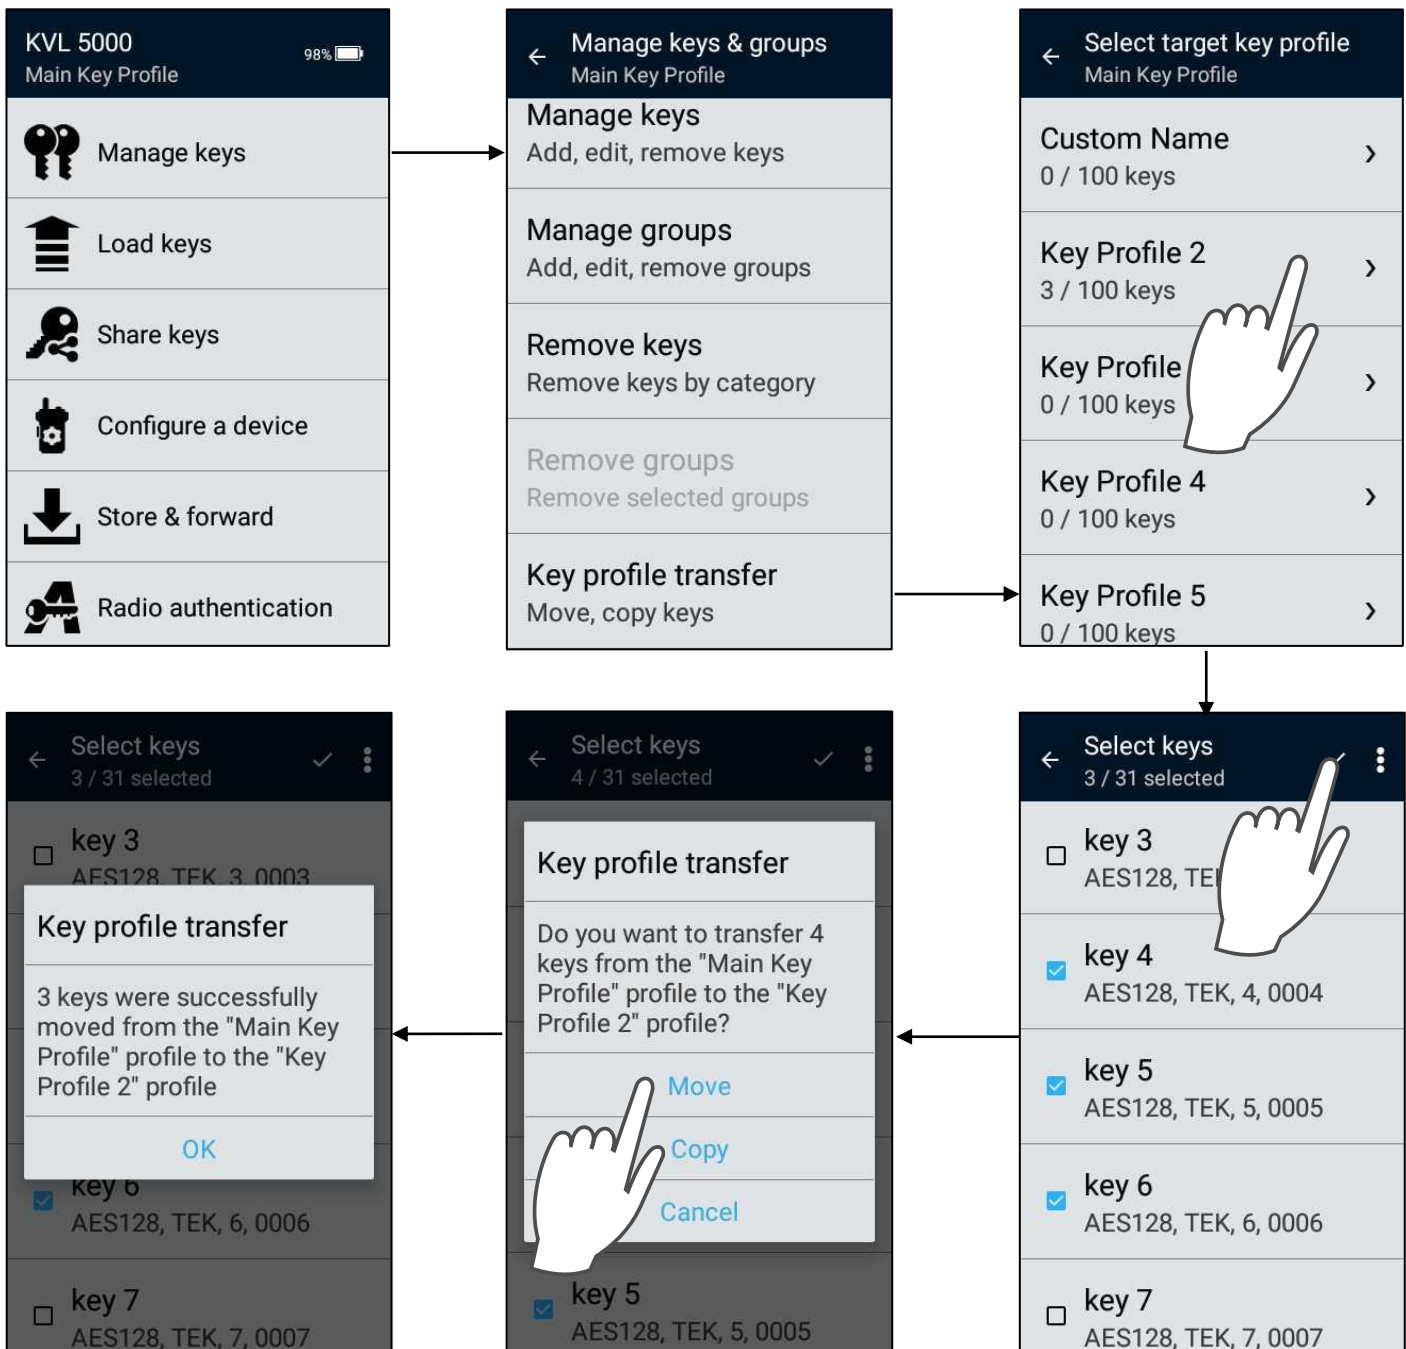 KVL 5000
98%
Main Key Profile
Manage keys
Load keys
Share keys
Configure a device
Store & forward
Radio authentication
Manage keys & groups
Main Key Profile
Manage keys
Add, edit, remove keys
Manage groups
Add, edit, remove groups
Remove keys
Remove keys by category
Remove groups
Remove selected groups
Key profile transfer
Move, copy keys
Select target key profile
Main Key Profile
Custom Name
0 / 100 keys
Key Profile 2
3 / 100 keys
Key Profile
0 / 100 keys
Key Profile 4
0 / 100 keys
Key Profile 5
0 / 100 keys
Select keys
3 / 31 selected
key 3
AES128, TEK, 3, 0003
Key profile transfer
3 keys were successfully
moved from the "Main Key
Profile" profile to the "Key
Profile 2" profile
OK
key 6
AES128, TEK, 6, 0006
key 7
AES128, TEK, 7, 0007
Select keys
4 / 31 selected
Key profile transfer
Do you want to transfer 4
keys from the "Main Key
Profile" profile to the "Key
Profile 2" profile?
Move
Copy
Cancel
key 5
AES128, TEK, 5, 0005
Select keys
3 / 31 selected
key 3
AES128,
key 4
AES128, TEK, 4, 0004
key 5
AES128, TEK, 5, 0005
key 6
AES128, TEK, 6, 0006
key 7
AES128, TEK, 7, 0007